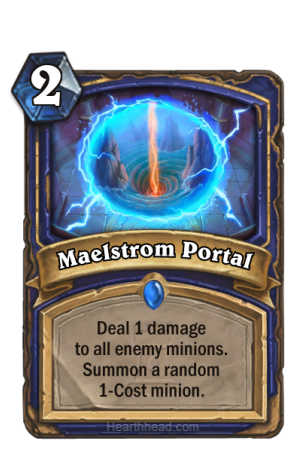 2
Maelstrom Portal
Deal 1 damage
to all enemy minions.
Summon a random
1-Cost minion.
Hearthhead.com